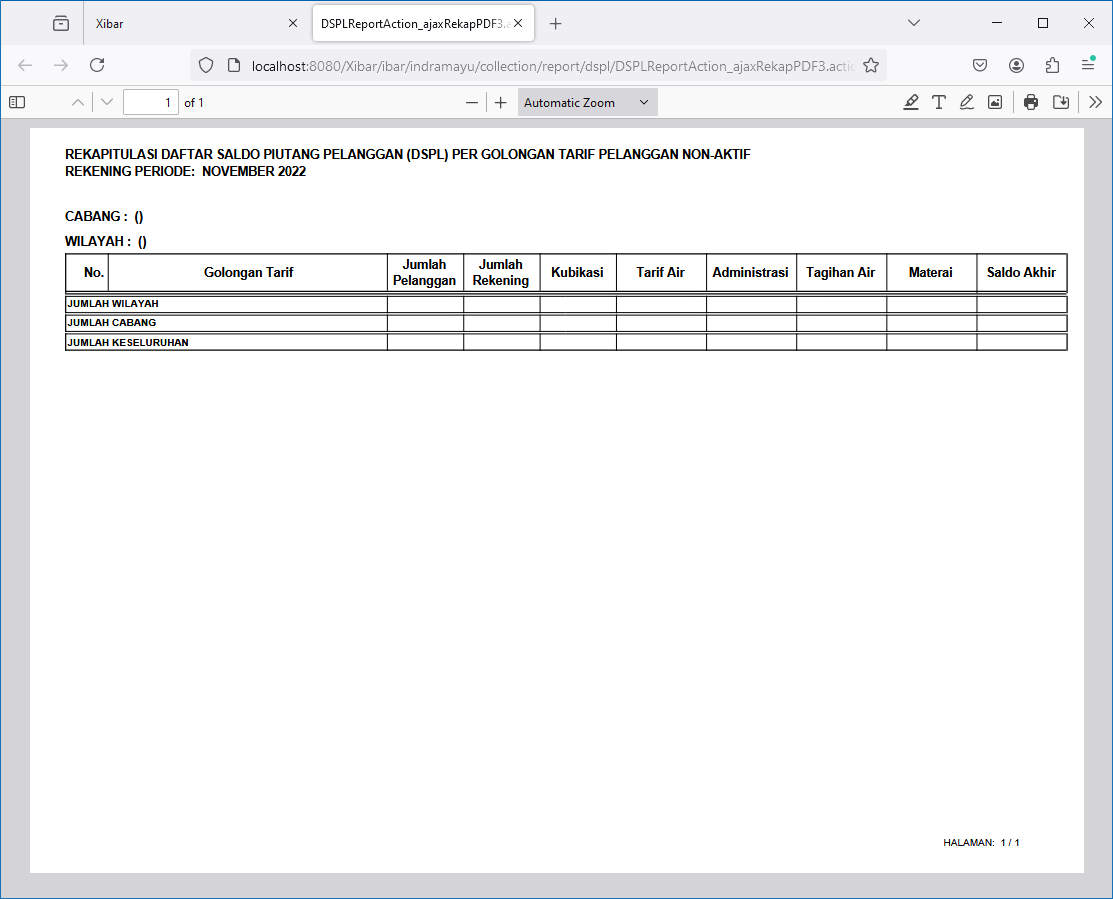 Xibar
DSPLReportAction_ajaxRekapPDF3.a
localhost:8080/Xibar/ibar/indramayu/collection/report/dspl/DSPLReportAction_ajaxRekapPDF3.actio
1 of 1
Automatic Zoom
REKAPITULASI DAFTAR SALDO PIUTANG PELANGGAN (DSPL) PER GOLONGAN TARIF PELANGGAN NON-AKTIF
REKENING PERIODE: NOVEMBER 2022
CABANG : ()
WILAYAH : ()
No. Golongan Tarif Jumlah Pelanggan Jumlah Rekening Kubikasi Tarif Air Administrasi Tagihan Air Materai Saldo Akhir
JUMLAH WILAYAH
JUMLAH CABANG
JUMLAH KESELURUHAN
HALAMAN: 1 / 1